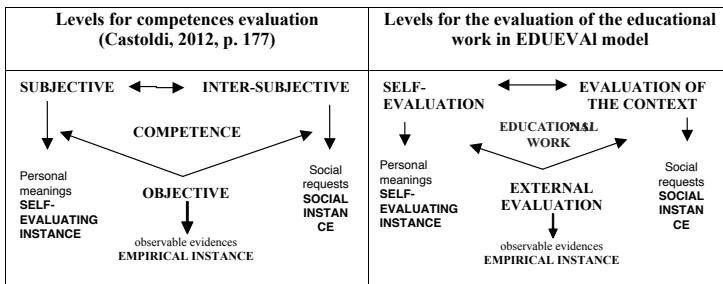 Levels for competences evaluation
(Castoldi, 2012, p. 177)
SUBJECTIVE
INTER-SUBJECTIVE
COMPETENCE
Personal
meanings
SELF-
EVALUATING
INSTANCE
OBJECTIVE
Social
requests
SOCIAL
INSTAN
CE
observable evidences
EMPIRICAL INSTANCE
Levels for the evaluation of the educational
work in EDUEVAl model
SELF-
EVALUATION
EVALUATION OF
THE CONTEXT
EDUCATIONAL
WORK
Personal
meanings
SELF-EVALUATING
INSTANCE
EXTERNAL
EVALUATION
Social
requests
SOCIAL
INSTAN
CE
observable evidences
EMPIRICAL INSTANCE